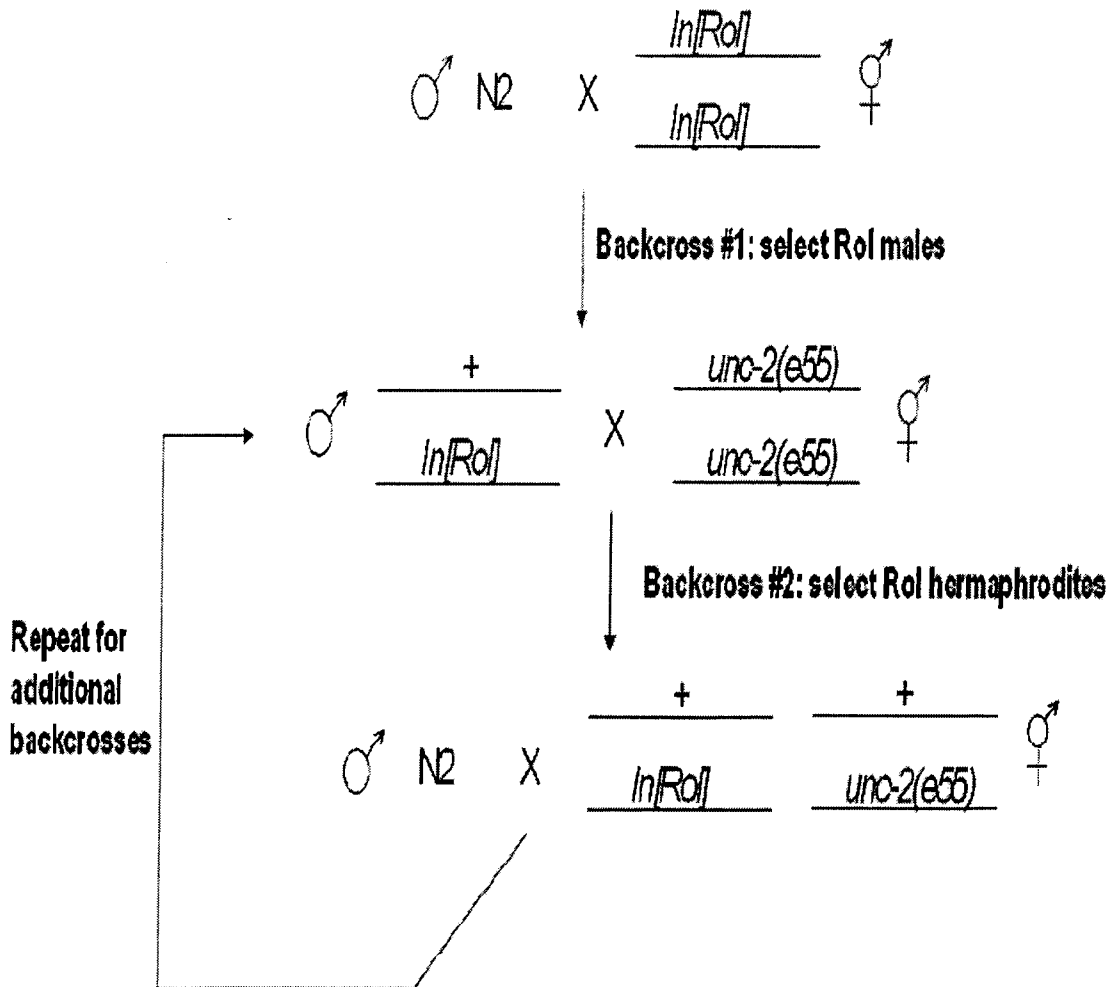 In[Rol]
♂ N2 X ⚥
In[Rol]
Backcross #1: select Rol males
+ unc-2(e55)
♂ X ⚥
In[Rol] unc-2(e55)
Backcross #2: select Rol hermaphrodites
Repeat for
additional
backcrosses
+ +
♂ N2 X ⚥
In[Rol] unc-2(e55)